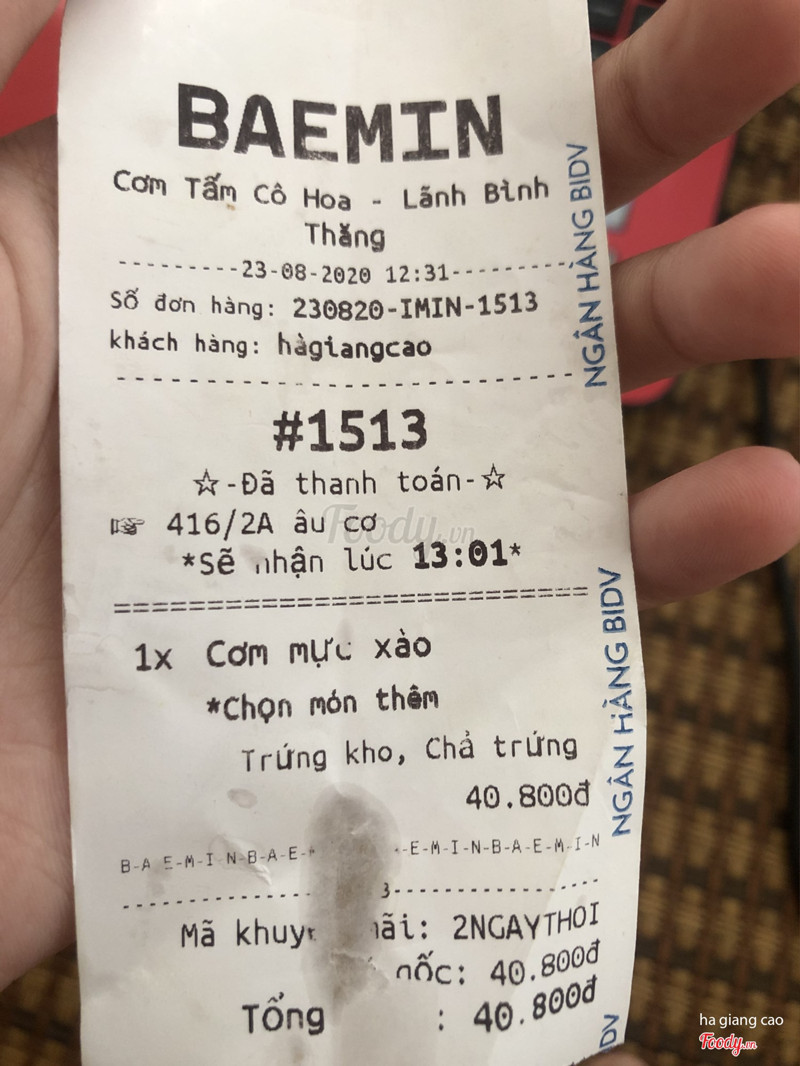 BAEMIN
Cơm Tấm Cô Hoa - Lãnh Bình
Thăng
---------23-08-2020 12:31---------
Số đơn hàng: 230820-IMIN-1513
khách hàng: hàgiangcao
#1513
☆-Đã thanh toán-☆
☞ 416/2A âu cơ
*Sẽ nhận lúc 13:01*
1x Cơm mực xào
*Chọn món thêm
Trứng kho, Chả trứng
40.800đ
B-A E-M-I-N-B-A-E- -E-M-I-N-B-A-E-M-I-N
Mã 2NGAYTHOI
40.800đ
Tổng : 40.800đ
NGÂN HÀNG BIDV
NGÂN HÀNG BIDV
DV
Foody.vn
ha giang cao
Foody.vn